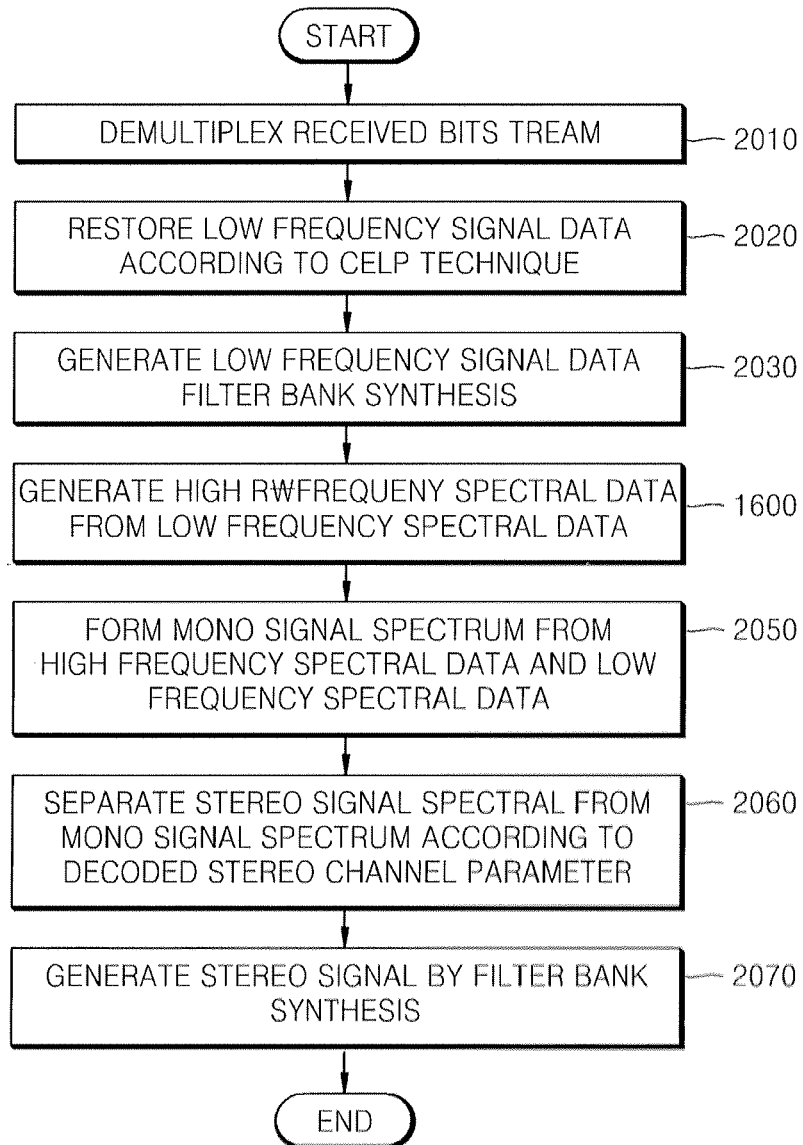 START
DEMULTIPLEX RECEIVED BITS TREAM
2010
RESTORE LOW FREQUENCY SIGNAL DATA
ACCORDING TO CELP TECHNIQUE
2020
GENERATE LOW FREQUENCY SIGNAL DATA
FILTER BANK SYNTHESIS
2030
GENERATE HIGH R₩FREQUENY SPECTRAL DATA
FROM LOW FREQUENCY SPECTRAL DATA
1600
FORM MONO SIGNAL SPECTRUM FROM
HIGH FREQUENCY SPECTRAL DATA AND LOW
FREQUENCY SPECTRAL DATA
2050
SEPARATE STEREO SIGNAL SPECTRAL FROM
MONO SIGNAL SPECTRUM ACCORDING TO
DECODED STEREO CHANNEL PARAMETER
2060
GENERATE STEREO SIGNAL BY FILTER BANK
SYNTHESIS
2070
END